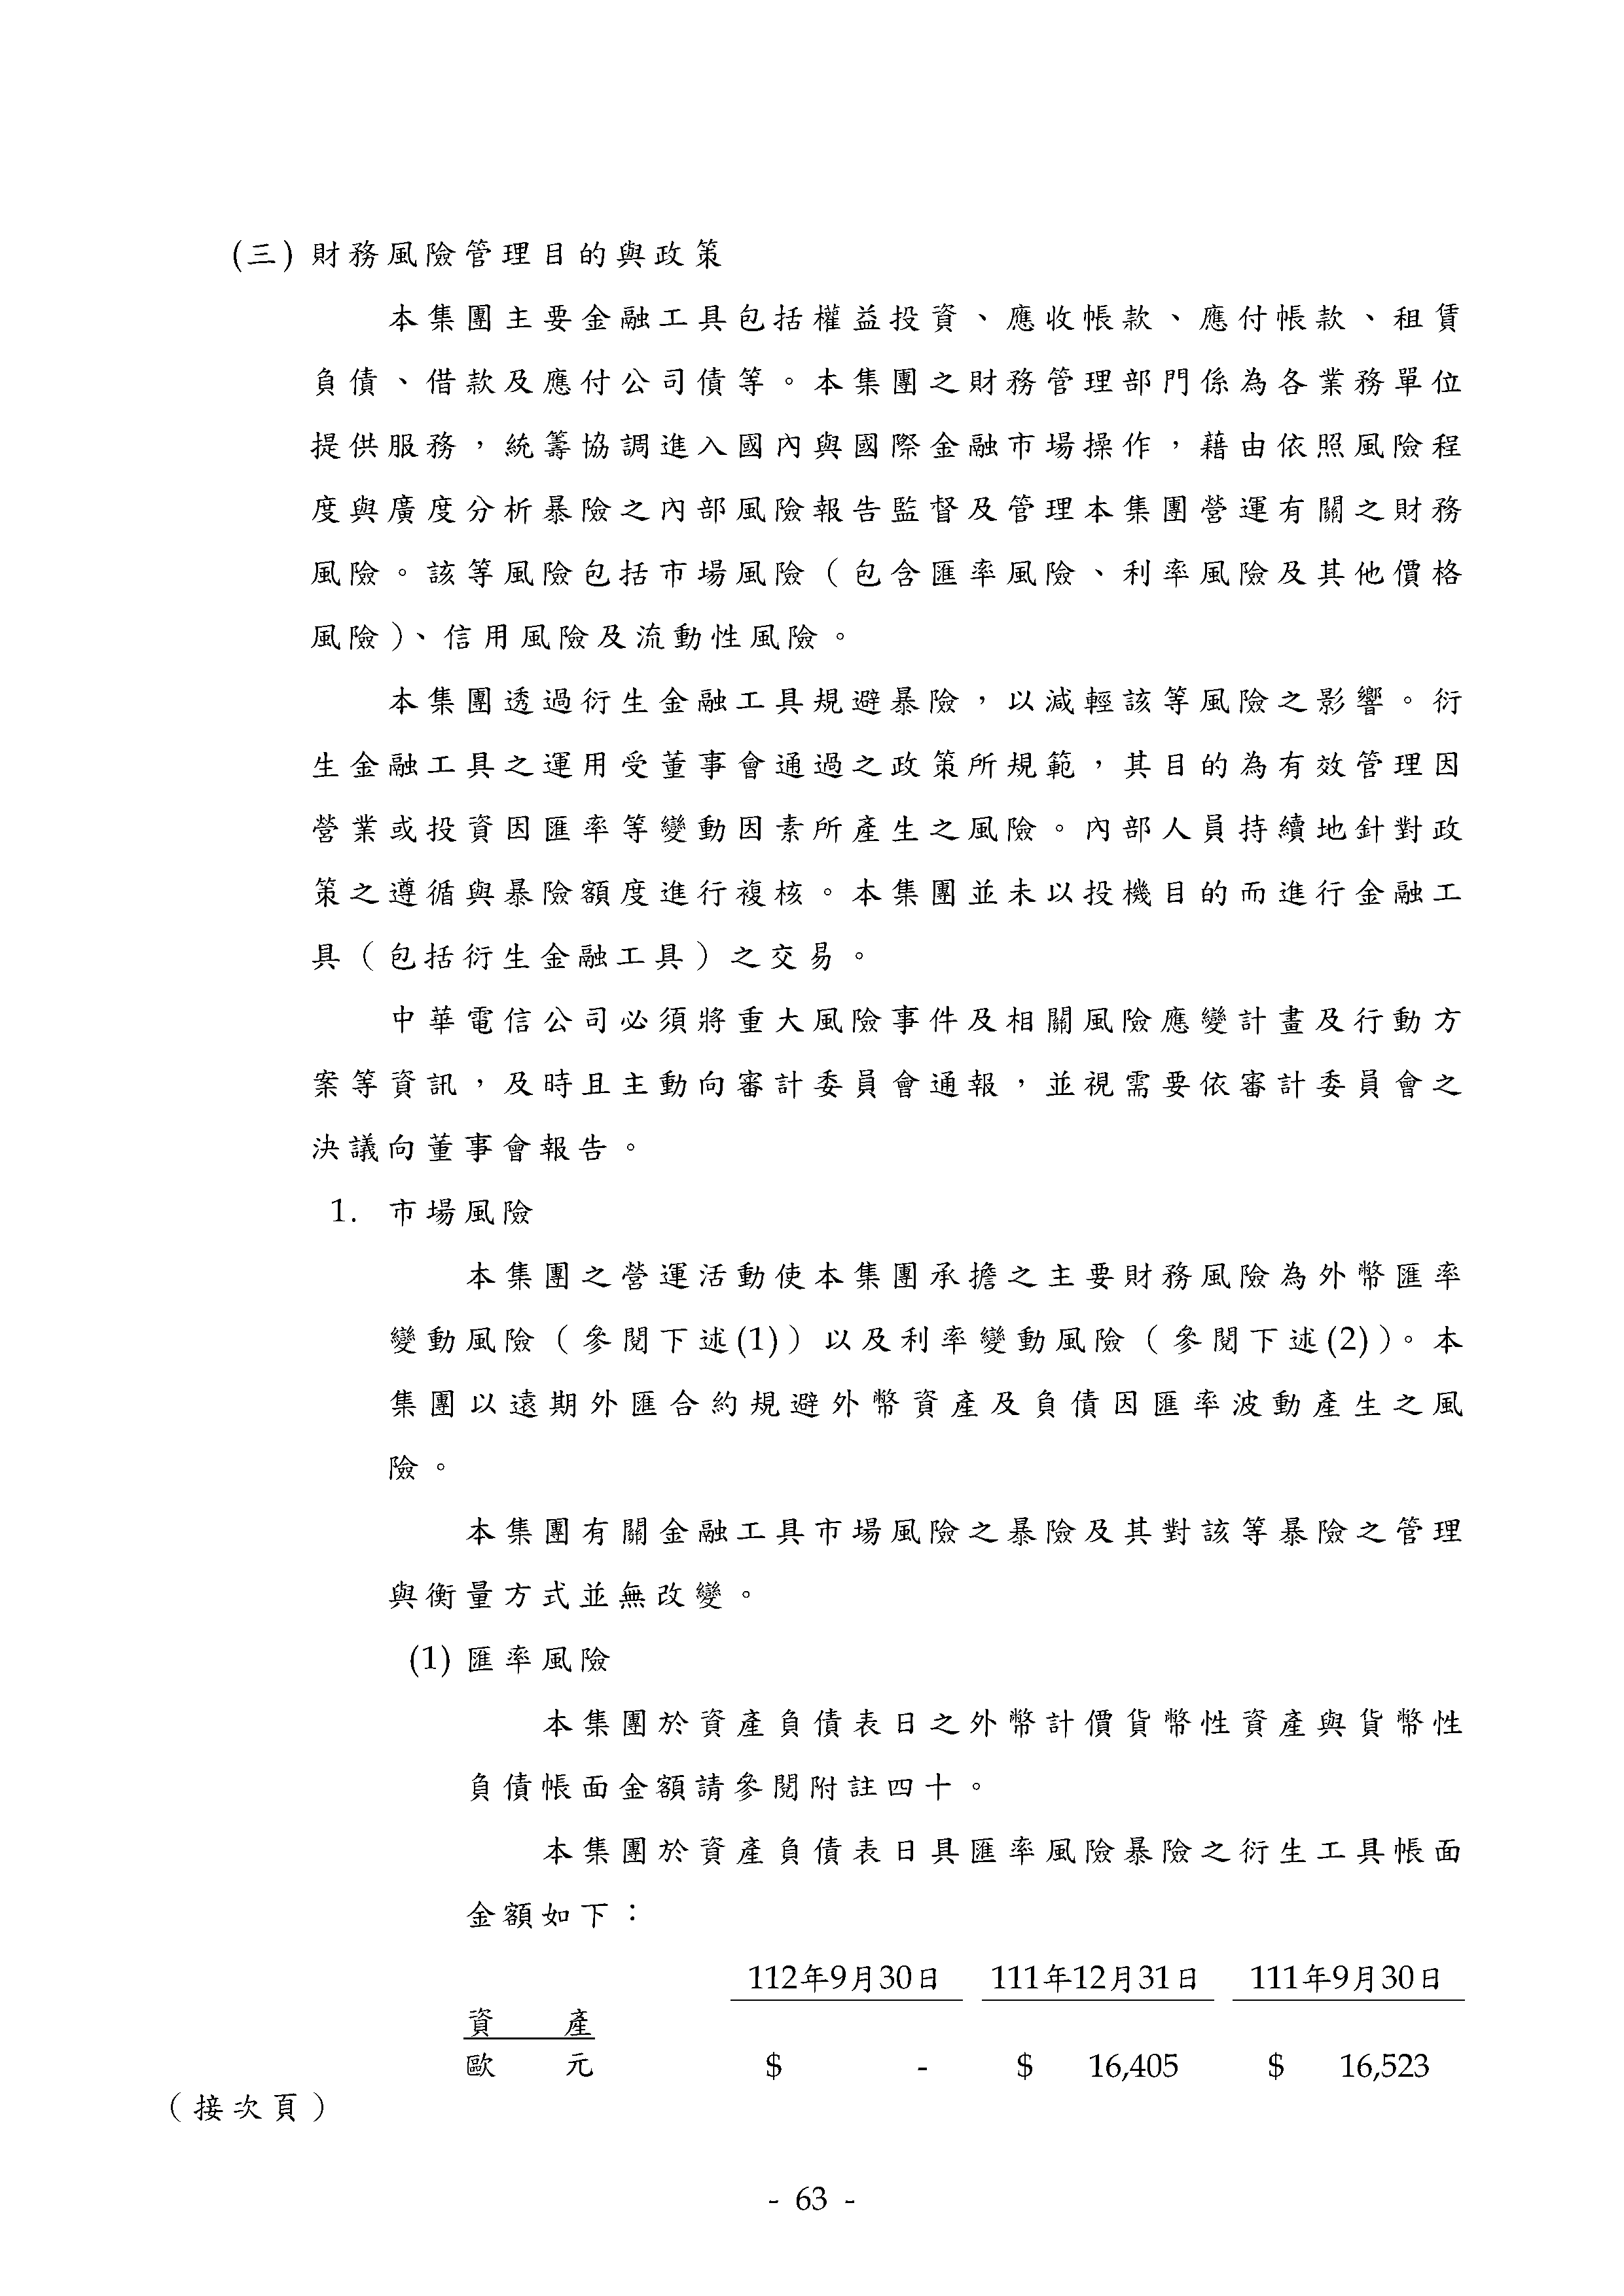 (三) 財務風險管理目的與政策
本集團主要金融工具包括權益投資、應收帳款、應付帳款、租賃
負債、借款及應付公司債等。本集團之財務管理部門係為各業務單位
提供服務，統籌協調進入國內與國際金融市場操作，藉由依照風險程
度與廣度分析暴險之內部風險報告監督及管理本集團營運有關之財務
風險。該等風險包括市場風險（包含匯率風險、利率風險及其他價格
風險）、信用風險及流動性風險。
本集團透過衍生金融工具規避暴險，以減輕該等風險之影響。衍
生金融工具之運用受董事會通過之政策所規範，其目的為有效管理因
營業或投資因匯率等變動因素所產生之風險。內部人員持續地針對政
策之遵循與暴險額度進行複核。本集團並未以投機目的而進行金融工
具（包括衍生金融工具）之交易。
中華電信公司必須將重大風險事件及相關風險應變計畫及行動方
案等資訊，及時且主動向審計委員會通報，並視需要依審計委員會之
決議向董事會報告。
1. 市場風險
本集團之營運活動使本集團承擔之主要財務風險為外幣匯率
變動風險（參閱下述(1)）以及利率變動風險（參閱下述(2)）。本
集團以遠期外匯合約規避外幣資產及負債因匯率波動產生之風
險。
本集團有關金融工具市場風險之暴險及其對該等暴險之管理
與衡量方式並無改變。
(1) 匯率風險
本集團於資產負債表日之外幣計價貨幣性資產與貨幣性
負債帳面金額請參閱附註四十。
本集團於資產負債表日具匯率風險暴險之衍生工具帳面
金額如下：
112年9月30日 111年12月31日 111年9月30日
資 產
歐 元 $ - $ 16,405 $ 16,523
（接次頁）
- 63 -